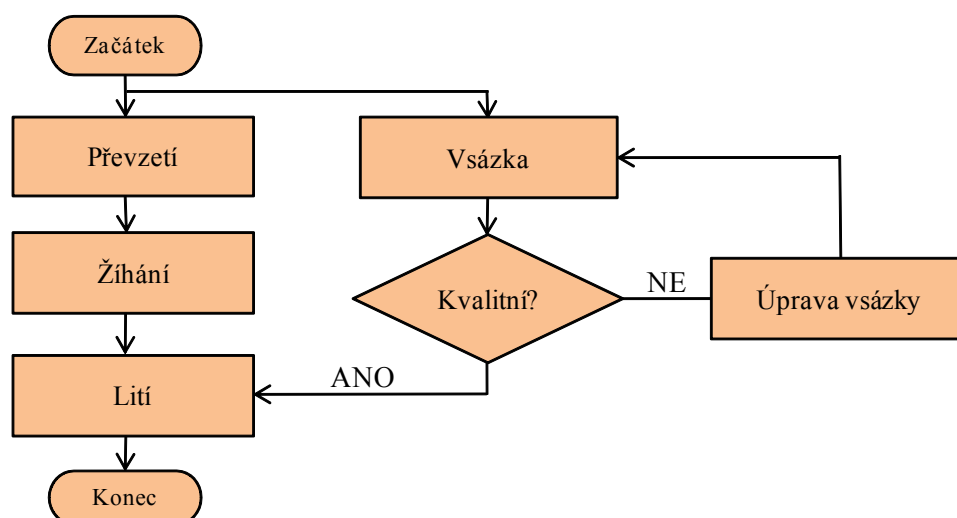 Začátek
Převzetí
Vsázka
Žíhání
Kvalitní?
NE
Úprava vsázky
ANO
Lití
Konec